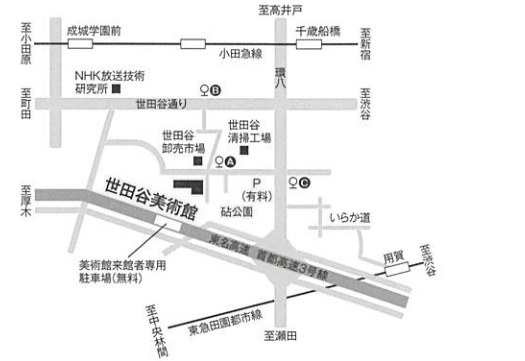 至高井戸
至小田原
成城学園前
千歳船橋
至新宿
小田急線
環八
NHK放送技術
研究所
B
至町田
世田谷通り
至渋谷
世田谷
卸売市場
世田谷
清掃工場
A
P
(有料)
C
至厚木
世田谷美術館
砧公園
いらか道
東名高速
首都高速3号線
用賀
至渋谷
美術館来館者専用
駐車場(無料)
至中央林間
東急田園都市線
至瀬田